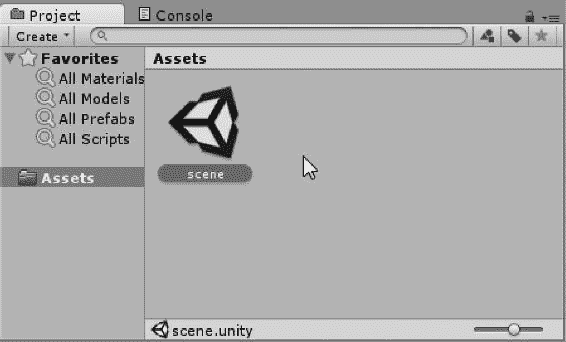 Project Console
Create
Favorites
All Materials
All Models
All Prefabs
All Scripts
Assets
Assets
scene
scene.unity